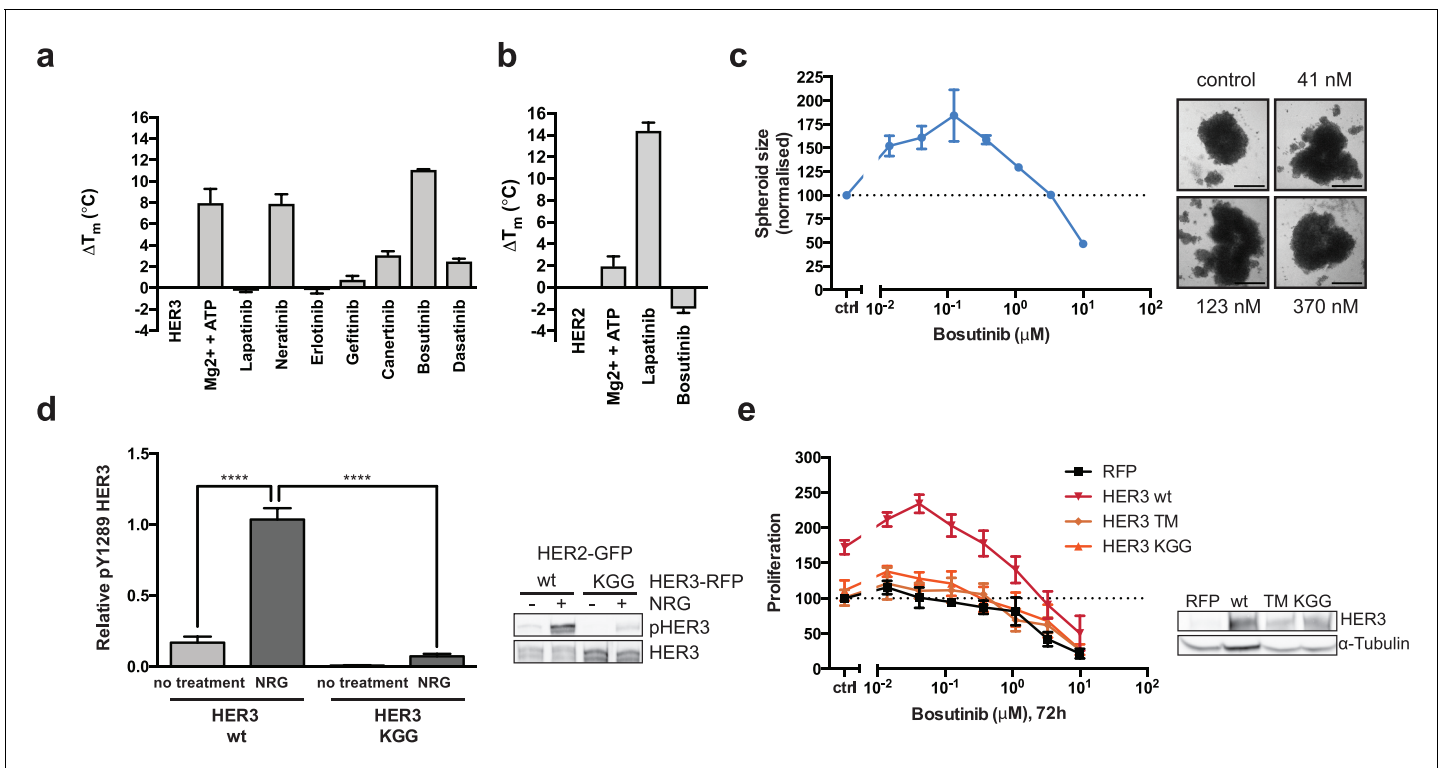 a
16
14
12
10
8
6
4
2
0
-2
-4
ΔTm (°C)
HER3
Mg2+ + ATP
Lapatinib
Neratinib
Erlotinib
Gefitinib
Canertinib
Bosutinib
Dasatinib
b
16
14
12
10
8
6
4
2
0
-2
-4
ΔTm (°C)
HER2
Mg2+ + ATP
Lapatinib
Bosutinib
c
225
200
175
150
125
100
75
50
25
0
Spheroid size
(normalised)
ctrl 10-2 10-1 100 101 102
Bosutinib (μM)
control 41 nM
123 nM 370 nM
d
1.5
1.0
0.5
0.0
Relative pY1289 HER3
**** ****
no treatment NRG no treatment NRG
HER3 HER3
wt KGG
HER2-GFP
wt KGG HER3-RFP
- + - + NRG
pHER3
HER3
e
300
250
200
150
100
50
0
Proliferation
RFP
HER3 wt
HER3 TM
HER3 KGG
ctrl 10-2 10-1 100 101 102
Bosutinib (μM), 72h
RFP wt TM KGG
HER3
α-Tubulin